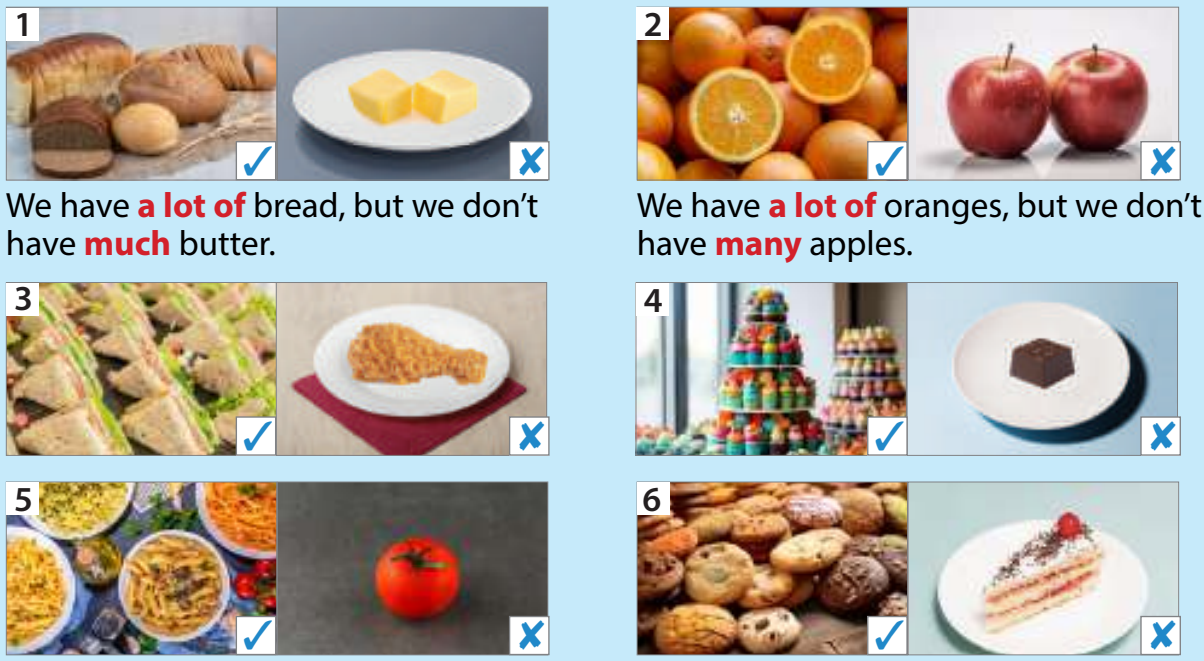 1
2
We have a lot of bread, but we don't
have much butter.
We have a lot of oranges, but we don't
have many apples.
3
4
5
6